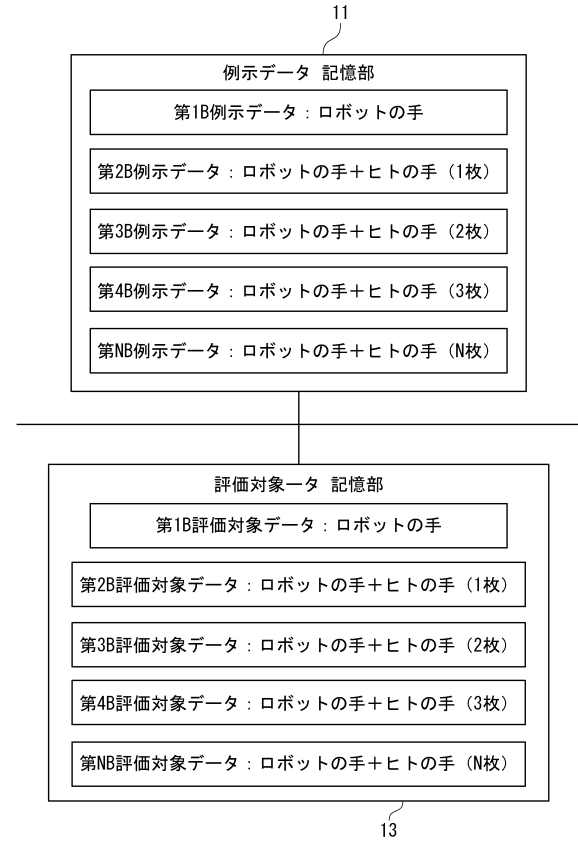 11
例示データ 記憶部
第1B例示データ：ロボットの手
第2B例示データ：ロボットの手＋ヒトの手（1枚）
第3B例示データ：ロボットの手＋ヒトの手（2枚）
第4B例示データ：ロボットの手＋ヒトの手（3枚）
第NB例示データ：ロボットの手＋ヒトの手（N枚）
評価対象ータ 記憶部
第1B評価対象データ：ロボットの手
第2B評価対象データ：ロボットの手＋ヒトの手（1枚）
第3B評価対象データ：ロボットの手＋ヒトの手（2枚）
第4B評価対象データ：ロボットの手＋ヒトの手（3枚）
第NB評価対象データ：ロボットの手＋ヒトの手（N枚）
13